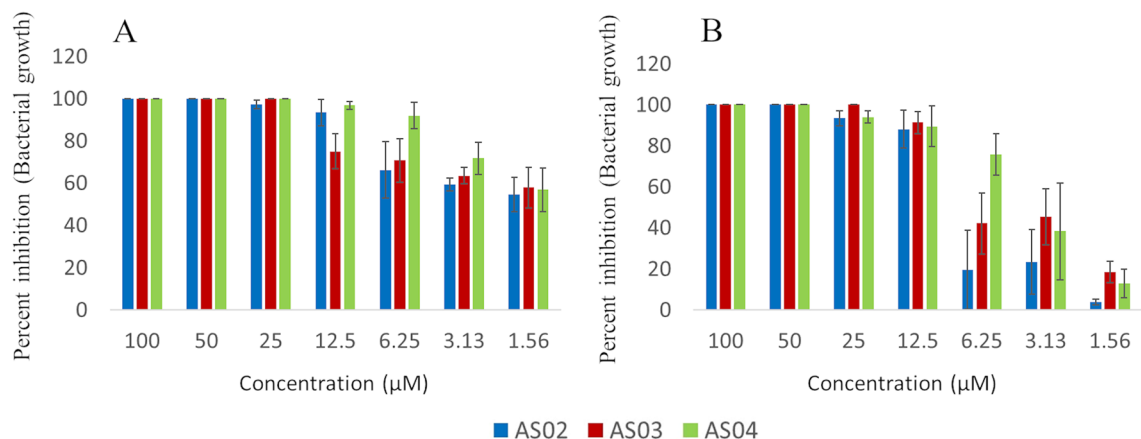 A
Percent inhibition (Bacterial growth)
120
100
80
60
40
20
0
100 50 25 12.5 6.25 3.13 1.56
Concentration (µM)
B
Percent inhibition (Bacterial growth)
120
100
80
60
40
20
0
100 50 25 12.5 6.25 3.13 1.56
Concentration (µM)
AS02 AS03 AS04